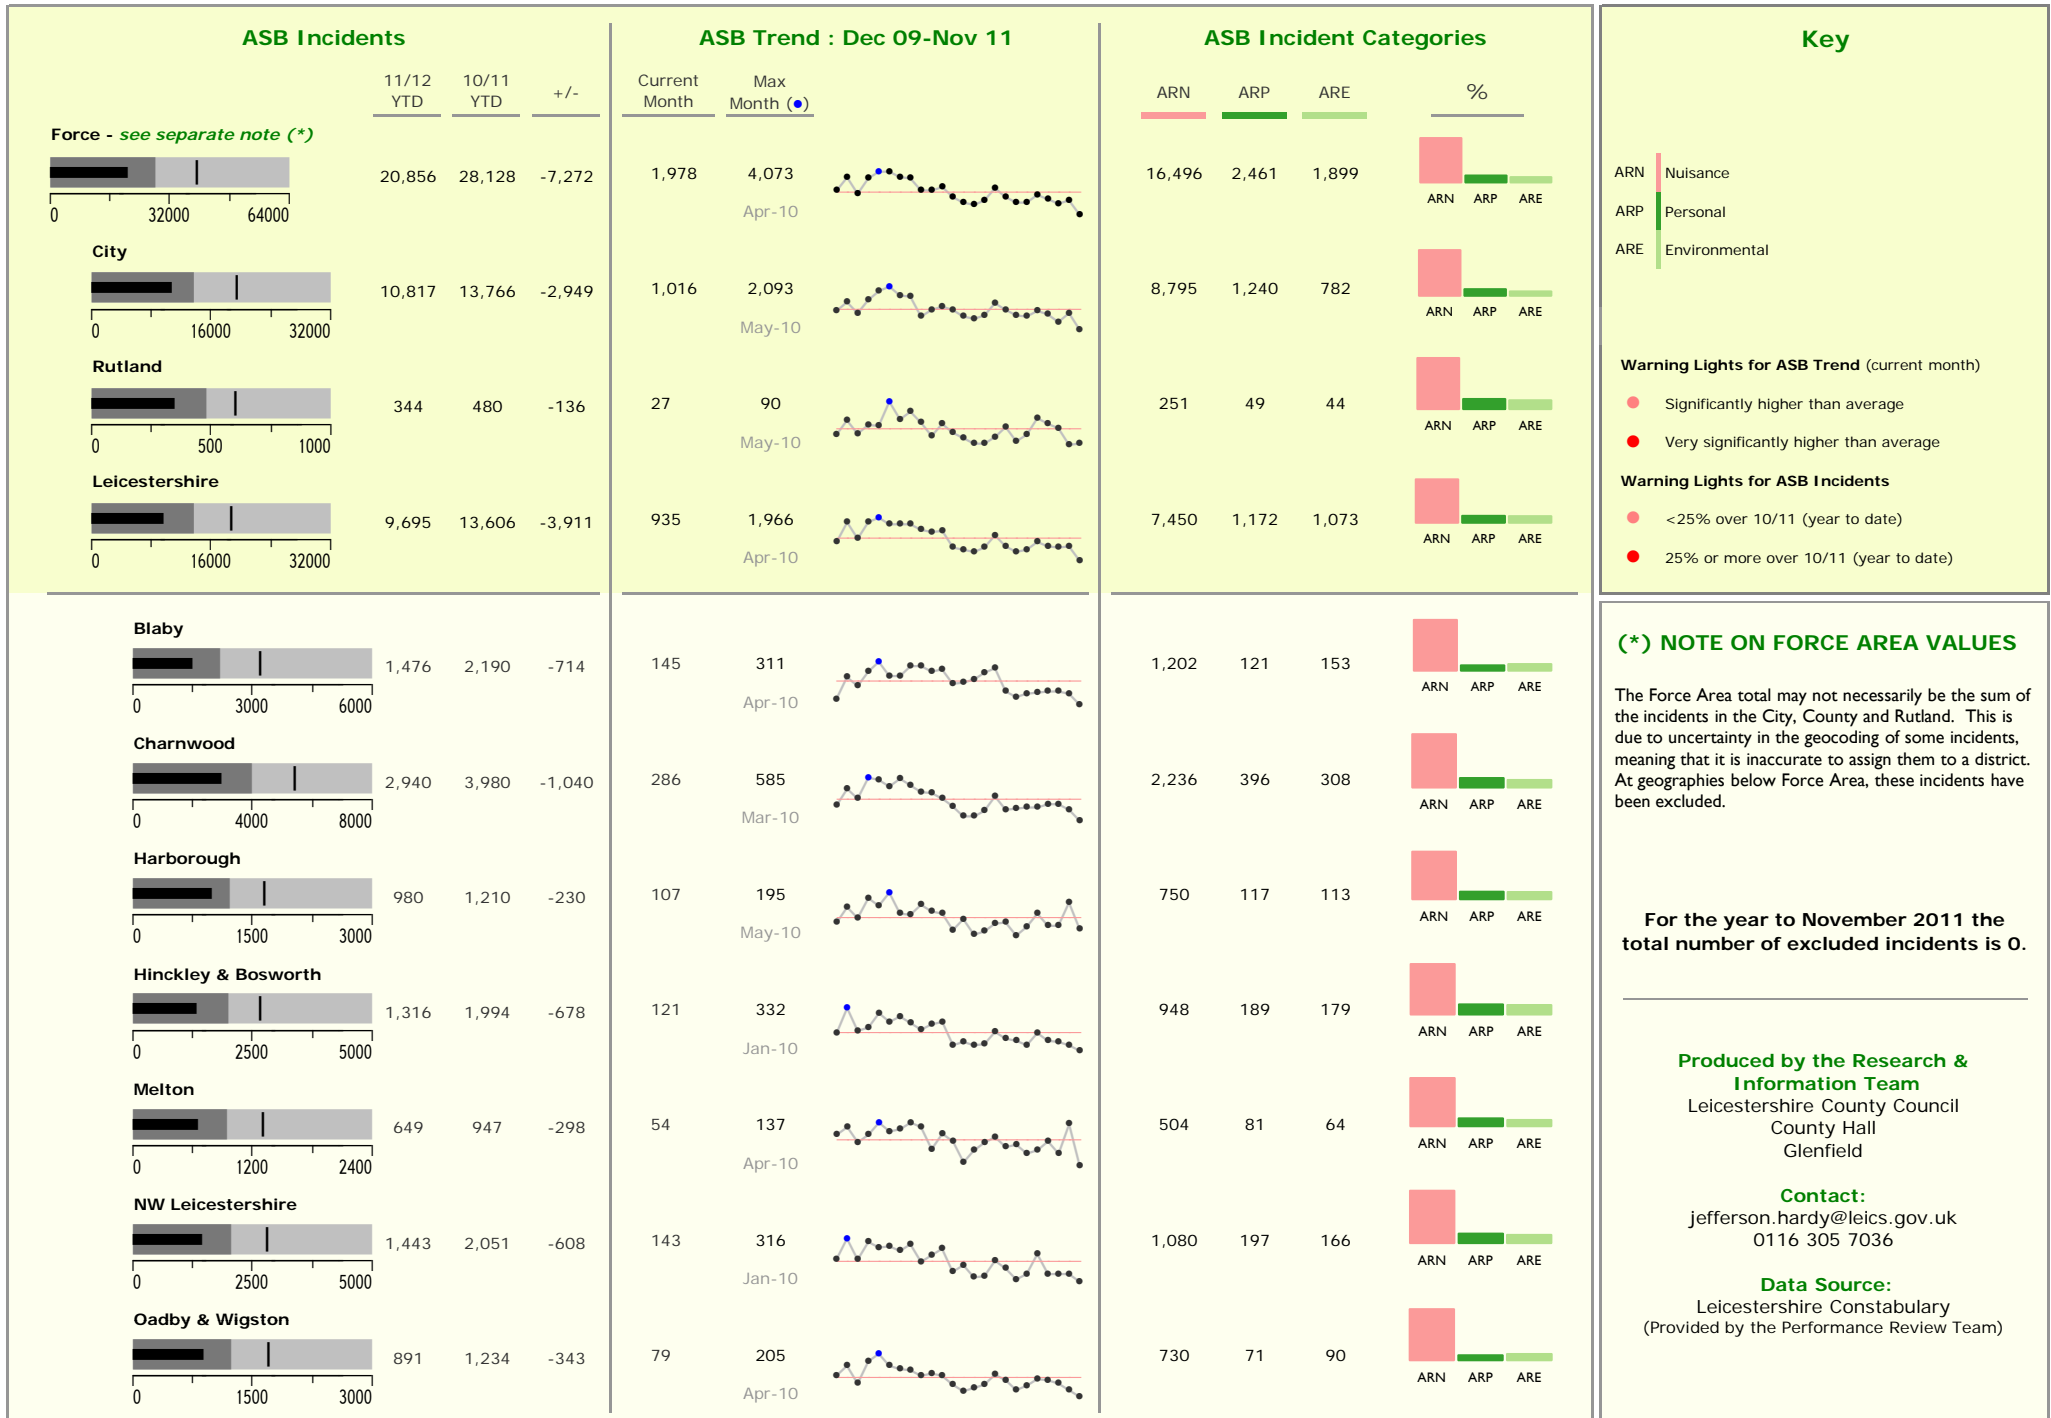 ASB Incidents
11/12 YTD 10/11 YTD +/-
ASB Trend : Dec 09-Nov 11
Current Month Max Month (●)
ASB Incident Categories
ARN ARP ARE %
Force - see separate note (*)
20,856 28,128 -7,272 1,978 4,073 16,496 2,461 1,899
Apr-10
ARN ARP ARE
0 32000 64000
City
10,817 13,766 -2,949 1,016 2,093 8,795 1,240 782
May-10
ARN ARP ARE
0 16000 32000
Rutland
344 480 -136 27 90 251 49 44
May-10
ARN ARP ARE
0 500 1000
Leicestershire
9,695 13,606 -3,911 935 1,966 7,450 1,172 1,073
Apr-10
ARN ARP ARE
0 16000 32000
Blaby
1,476 2,190 -714 145 311 1,202 121 153
Apr-10
ARN ARP ARE
0 3000 6000
Charnwood
2,940 3,980 -1,040 286 585 2,236 396 308
Mar-10
ARN ARP ARE
0 4000 8000
Harborough
980 1,210 -230 107 195 750 117 113
May-10
ARN ARP ARE
0 1500 3000
Hinckley & Bosworth
1,316 1,994 -678 121 332 948 189 179
Jan-10
ARN ARP ARE
0 2500 5000
Melton
649 947 -298 54 137 504 81 64
Apr-10
ARN ARP ARE
0 1200 2400
NW Leicestershire
1,443 2,051 -608 143 316 1,080 197 166
Jan-10
ARN ARP ARE
0 2500 5000
Oadby & Wigston
891 1,234 -343 79 205 730 71 90
Apr-10
ARN ARP ARE
0 1500 3000
Key
ARN Nuisance
ARP Personal
ARE Environmental
Warning Lights for ASB Trend (current month)
Significantly higher than average
Very significantly higher than average
Warning Lights for ASB Incidents
<25% over 10/11 (year to date)
25% or more over 10/11 (year to date)
(*) NOTE ON FORCE AREA VALUES
The Force Area total may not necessarily be the sum of
the incidents in the City, County and Rutland. This is
due to uncertainty in the geocoding of some incidents,
meaning that it is inaccurate to assign them to a district.
At geographies below Force Area, these incidents have
been excluded.
For the year to November 2011 the
total number of excluded incidents is 0.
Produced by the Research &
Information Team
Leicestershire County Council
County Hall
Glenfield
Contact:
jefferson.hardy@leics.gov.uk
0116 305 7036
Data Source:
Leicestershire Constabulary
(Provided by the Performance Review Team)